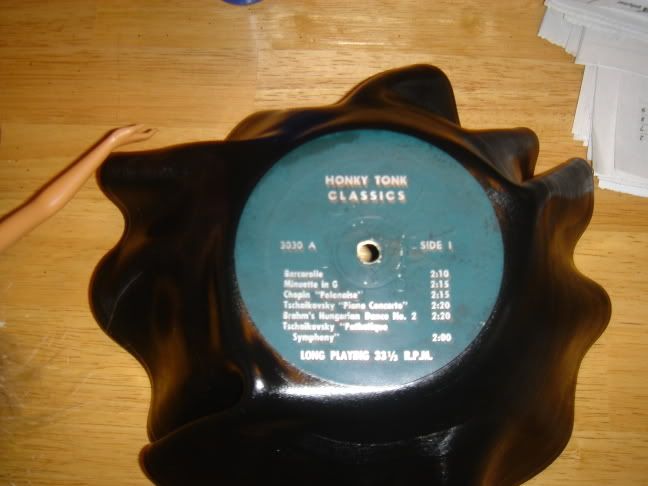 HONKY TONK
CLASSICS
3030 A SIDE 1
Barcarolle 2:10
Minuette in G 2:15
Chopin "Polonaise" 2:15
Tschaikovsky "Piano Concerto" 2:20
Brahm's Hungarian Dance No. 2 2:20
Tschaikovsky "Pathetique
Symphony" 2:00
LONG PLAYING 33⅓ R.P.M.